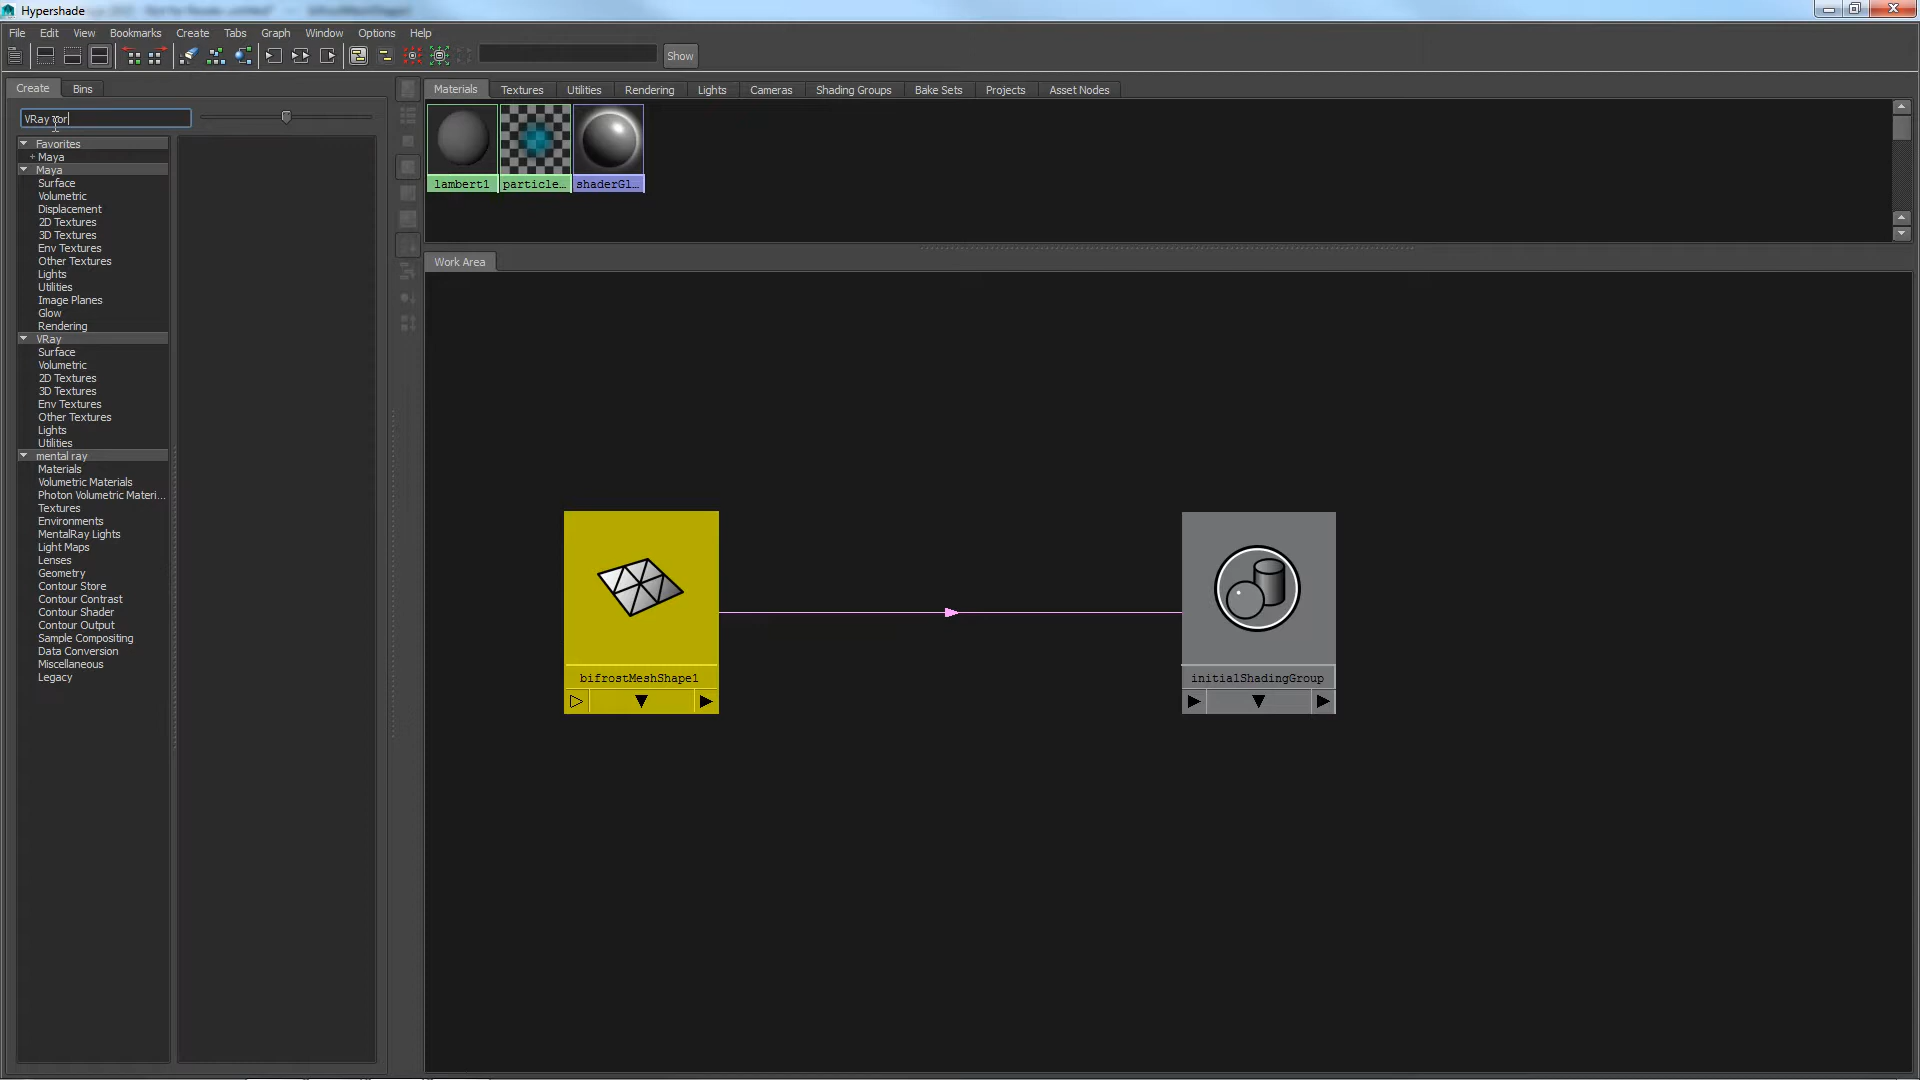 Hypershade
File Edit View Bookmarks Create Tabs Graph Window Options Help
Show
Create Bins
VRay
Favorites
+ Maya
Maya
Surface
Volumetric
Displacement
2D Textures
3D Textures
Env Textures
Other Textures
Lights
Utilities
Image Planes
Glow
Rendering
VRay
Surface
Volumetric
2D Textures
3D Textures
Env Textures
Other Textures
Lights
Utilities
mental ray
Materials
Volumetric Materials
Photon Volumetric Materi...
Textures
Environments
MentalRay Lights
Light Maps
Lenses
Geometry
Contour Store
Contour Contrast
Contour Shader
Contour Output
Sample Compositing
Data Conversion
Miscellaneous
Legacy
Materials Textures Utilities Rendering Lights Cameras Shading Groups Bake Sets Projects Asset Nodes
lambert1 particle... shaderGl...
Work Area
bifrostMeshShape1
initialShadingGroup